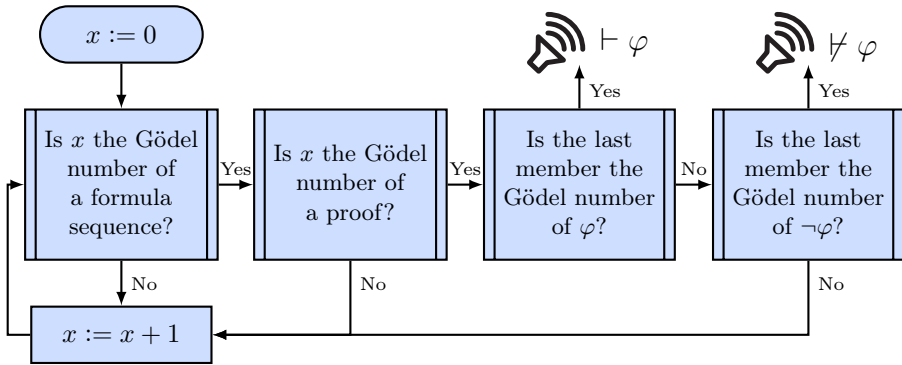 x := 0
⊢ φ
⊬ φ
Yes
Yes
Is x the Gödel
number of
a formula
sequence?
Yes
Is x the Gödel
number of
a proof?
Yes
Is the last
member the
Gödel number
of φ?
No
Is the last
member the
Gödel number
of ¬φ?
No
No
No
x := x + 1